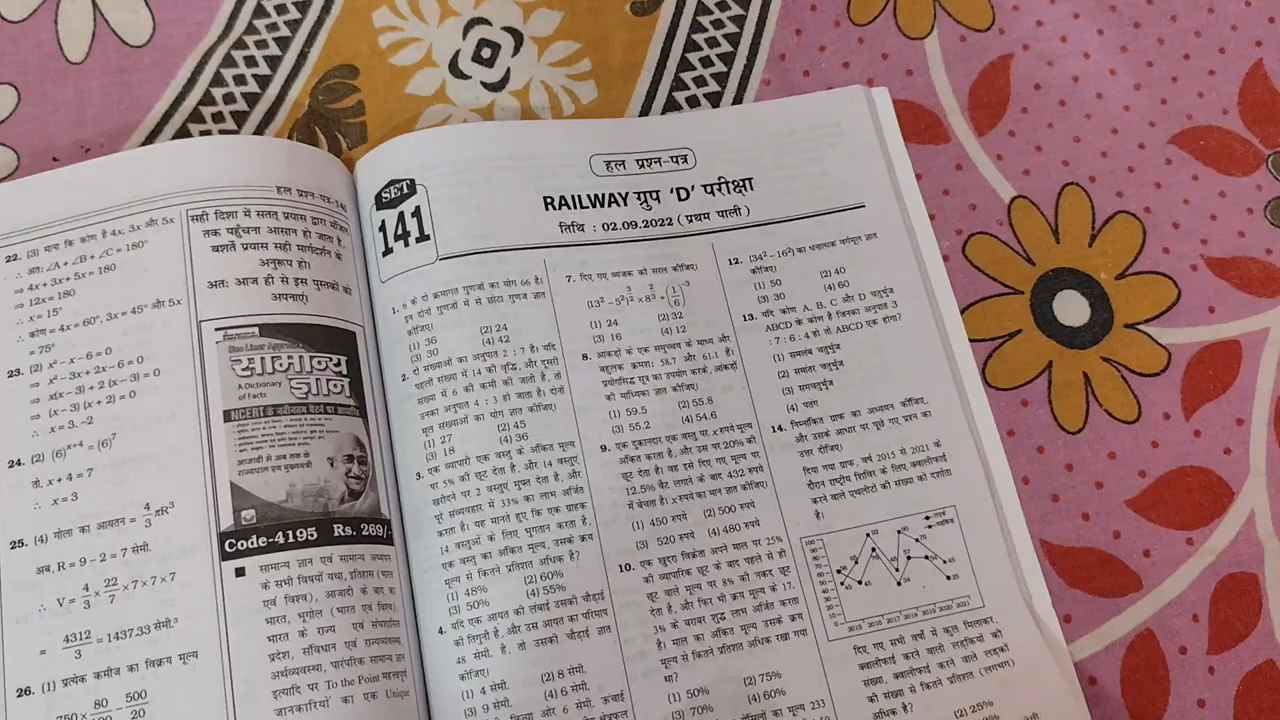 हल प्रश्न-पत्र-140
22. (3) माना कि कोण है 4x, 3x और 5x
∴ अतः ∠A + ∠B + ∠C = 180°
⇒ 4x + 3x + 5x = 180
⇒ 12x = 180
∴ x = 15°
∴ कोण = 4x = 60°, 3x = 45° और 5x
= 75°
23. (2) x² – x – 6 = 0
⇒ x² – 3x + 2x – 6 = 0
⇒ x(x – 3) + 2 (x – 3) = 0
⇒ (x – 3) (x + 2) = 0
∴ x = 3, –2
24. (2) (6)ˣ⁺⁴ = (6)⁷
तो, x + 4 = 7
∴ x = 3
25. (4) गोला का आयतन = 4/3 πR³
अब, R = 9 – 2 = 7 सेमी.
∴ V = 4/3 × 22/7 × 7 × 7 × 7
= 4312/3 = 1437.33 सेमी.³
26. (1) प्रत्येक कमीज का विक्रय मूल्य
सही दिशा में सतत् प्रयास द्वारा मंजिल
तक पहुँचना आसान हो जाता है,
बशर्ते प्रयास सही मार्गदर्शन के
अनुरूप हो।
अतः आज ही से इस पुस्तकों को
अपनाएं!
सामान्य
ज्ञान
A Dictionary
of Facts
NCERT के नवीनतम पैटर्न पर आधारित
आजादी से अब तक के
राज्यपाल एवं मुख्यमंत्री
Code-4195 Rs. 269/-
■ सामान्य ज्ञान एवं सामान्य अध्ययन
के सभी विषयों यथा, इतिहास (भारत
एवं विश्व), आजादी के बाद का
भारत, भूगोल (भारत एवं विश्व),
भारत के राज्य एवं संघशासित
प्रदेश, संविधान एवं राज्यव्यवस्था,
अर्थव्यवस्था, पारंपरिक सामान्य ज्ञान
इत्यादि पर To the Point महत्वपूर्ण
जानकारियों का एक Unique
SET
141
हल प्रश्न-पत्र
RAILWAY ग्रुप 'D' परीक्षा
तिथि : 02.09.2022 ( प्रथम पाली )
1. 6 के दो क्रमागत गुणजों का योग 66 है।
इन दोनों गुणजों में से छोटा गुणज ज्ञात
कीजिए।
(1) 36 (2) 24
(3) 30 (4) 42
2. दो संख्याओं का अनुपात 2 : 7 है। यदि
पहली संख्या में 14 की वृद्धि, और दूसरी
संख्या में 6 की कमी की जाती है, तो
उनका अनुपात 4 : 3 हो जाता है। दोनों
मूल संख्याओं का योग ज्ञात कीजिए।
(1) 27 (2) 45
(3) 18 (4) 36
3. एक व्यापारी एक वस्तु के अंकित मूल्य
पर 5% की छूट देता है, और 14 वस्तुएं
खरीदने पर 2 वस्तुएं मुफ्त देता है, और
पूरे संव्यवहार में 33% का लाभ अर्जित
करता है। यह मानते हुए कि एक ग्राहक
14 वस्तुओं के लिए भुगतान करता है,
एक वस्तु का अंकित मूल्य, उसके क्रय
मूल्य से कितने प्रतिशत अधिक है?
(1) 48% (2) 60%
(3) 50% (4) 55%
4. यदि एक आयत की लंबाई उसकी चौड़ाई
की तिगुनी है, और उस आयत का परिमाप
48 सेमी. है, तो उसकी चौड़ाई ज्ञात
कीजिए।
(1) 4 सेमी. (2) 8 सेमी.
(3) 9 सेमी. (4) 6 सेमी.
7. दिए गए व्यंजक को सरल कीजिए।
(1) 24 (2) 32
(3) 16 (4) 12
8. आंकड़ों के एक समुच्चय के माध्य और
बहुलक क्रमशः 58.7 और 61.1 हैं।
प्रयोगसिद्ध सूत्र का उपयोग करके, आंकड़ों
की माध्यिका ज्ञात कीजिए।
(1) 59.5 (2) 55.8
(3) 55.2 (4) 54.6
9. एक दुकानदार एक वस्तु पर x रुपये मूल्य
अंकित करता है, और उस पर 20% की
छूट देता है। वह इसे दिए गए मूल्य पर
12.5% वैट लगाने के बाद 432 रुपये
में बेचता है। x रुपये का मान ज्ञात कीजिए।
(1) 450 रुपये (2) 500 रुपये
(3) 520 रुपये (4) 480 रुपये
10. एक खुदरा विक्रेता अपने माल पर 25%
की व्यापारिक छूट के बाद पहले से ही
छूट वाले मूल्य पर 8% की नकद छूट
देता है, और फिर भी क्रय मूल्य के 17.
3% के बराबर शुद्ध लाभ अर्जित करता
है। माल का अंकित मूल्य उसके क्रय
मूल्य से कितने प्रतिशत अधिक रखा गया
था?
(1) 50% (2) 75%
(3) 70% (4) 60%
12. (34² – 16²) का धनात्मक वर्गमूल ज्ञात
कीजिए।
(1) 50 (2) 40
(3) 30 (4) 60
13. यदि कोण A, B, C और D चतुर्भुज
ABCD के कोण है जिनका अनुपात 3
: 7 : 6 : 4 हो तो ABCD एक होगा?
(1) समलंब चतुर्भुज
(2) समांतर चतुर्भुज
(3) समचतुर्भुज
(4) पतंग
14. निम्नांकित ग्राफ का अध्ययन कीजिए,
और उसके आधार पर पूछे गए प्रश्न का
उत्तर दीजिए।
दिया गया ग्राफ, वर्ष 2015 से 2021 के
दौरान राष्ट्रीय शिविर के लिए क्वालीफाई
करने वाले एथलीटों की संख्या को दर्शाता
है।
2015 2016 2017 2018 2019 2020 2021
दिए गए सभी वर्षों में कुल मिलाकर,
क्वालीफाई करने वाली लड़कियों की
संख्या, क्वालीफाई करने वाले लड़कों
की संख्या से कितने प्रतिशत (लगभग)
अधिक है?
(2) 25%